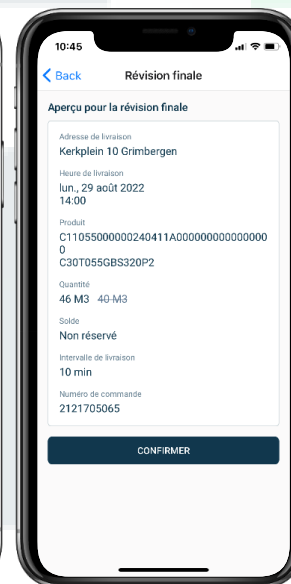 10:45
Back
Révision finale
Aperçu pour la révision finale
Adresse de livraison
Kerkplein 10 Grimbergen
Heure de livraison
lun., 29 août 2022
14:00
Produit
C11055000000240411A000000000000000
0
C30T055GBS320P2
Quantité
46 M3 40 M3
Solde
Non réservé
Intervalle de livraison
10 min
Numéro de commande
2121705065
CONFIRMER